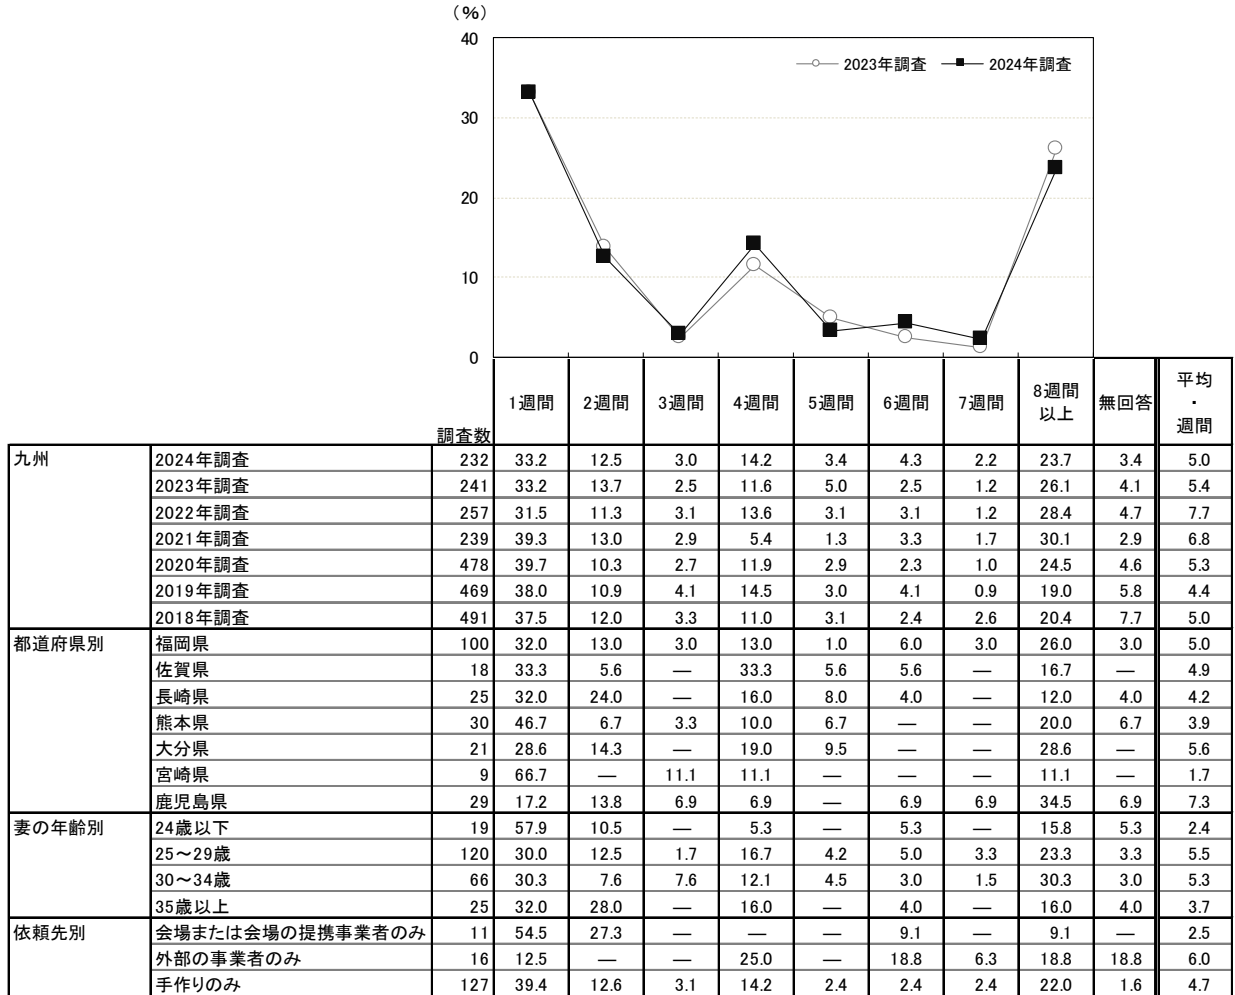 (%)
40
2023年調査 2024年調査
30
20
10
0
調査数 1週間 2週間 3週間 4週間 5週間 6週間 7週間 8週間以上 無回答 平均・週間
九州 2024年調査 232 33.2 12.5 3.0 14.2 3.4 4.3 2.2 23.7 3.4 5.0
2023年調査 241 33.2 13.7 2.5 11.6 5.0 2.5 1.2 26.1 4.1 5.4
2022年調査 257 31.5 11.3 3.1 13.6 3.1 3.1 1.2 28.4 4.7 7.7
2021年調査 239 39.3 13.0 2.9 5.4 1.3 3.3 1.7 30.1 2.9 6.8
2020年調査 478 39.7 10.3 2.7 11.9 2.9 2.3 1.0 24.5 4.6 5.3
2019年調査 469 38.0 10.9 4.1 14.5 3.0 4.1 0.9 19.0 5.8 4.4
2018年調査 491 37.5 12.0 3.3 11.0 3.1 2.4 2.6 20.4 7.7 5.0
都道府県別 福岡県 100 32.0 13.0 3.0 13.0 1.0 6.0 3.0 26.0 3.0 5.0
佐賀県 18 33.3 5.6 — 33.3 5.6 5.6 — 16.7 — 4.9
長崎県 25 32.0 24.0 — 16.0 8.0 4.0 — 12.0 4.0 4.2
熊本県 30 46.7 6.7 3.3 10.0 6.7 — — 20.0 6.7 3.9
大分県 21 28.6 14.3 — 19.0 9.5 — — 28.6 — 5.6
宮崎県 9 66.7 — 11.1 11.1 — — — 11.1 — 1.7
鹿児島県 29 17.2 13.8 6.9 6.9 — 6.9 6.9 34.5 6.9 7.3
妻の年齢別 24歳以下 19 57.9 10.5 — 5.3 — 5.3 — 15.8 5.3 2.4
25～29歳 120 30.0 12.5 1.7 16.7 4.2 5.0 3.3 23.3 3.3 5.5
30～34歳 66 30.3 7.6 7.6 12.1 4.5 3.0 1.5 30.3 3.0 5.3
35歳以上 25 32.0 28.0 — 16.0 — 4.0 — 16.0 4.0 3.7
依頼先別 会場または会場の提携事業者のみ 11 54.5 27.3 — — — 9.1 — 9.1 — 2.5
外部の事業者のみ 16 12.5 — — 25.0 — 18.8 6.3 18.8 18.8 6.0
手作りのみ 127 39.4 12.6 3.1 14.2 2.4 2.4 2.4 22.0 1.6 4.7